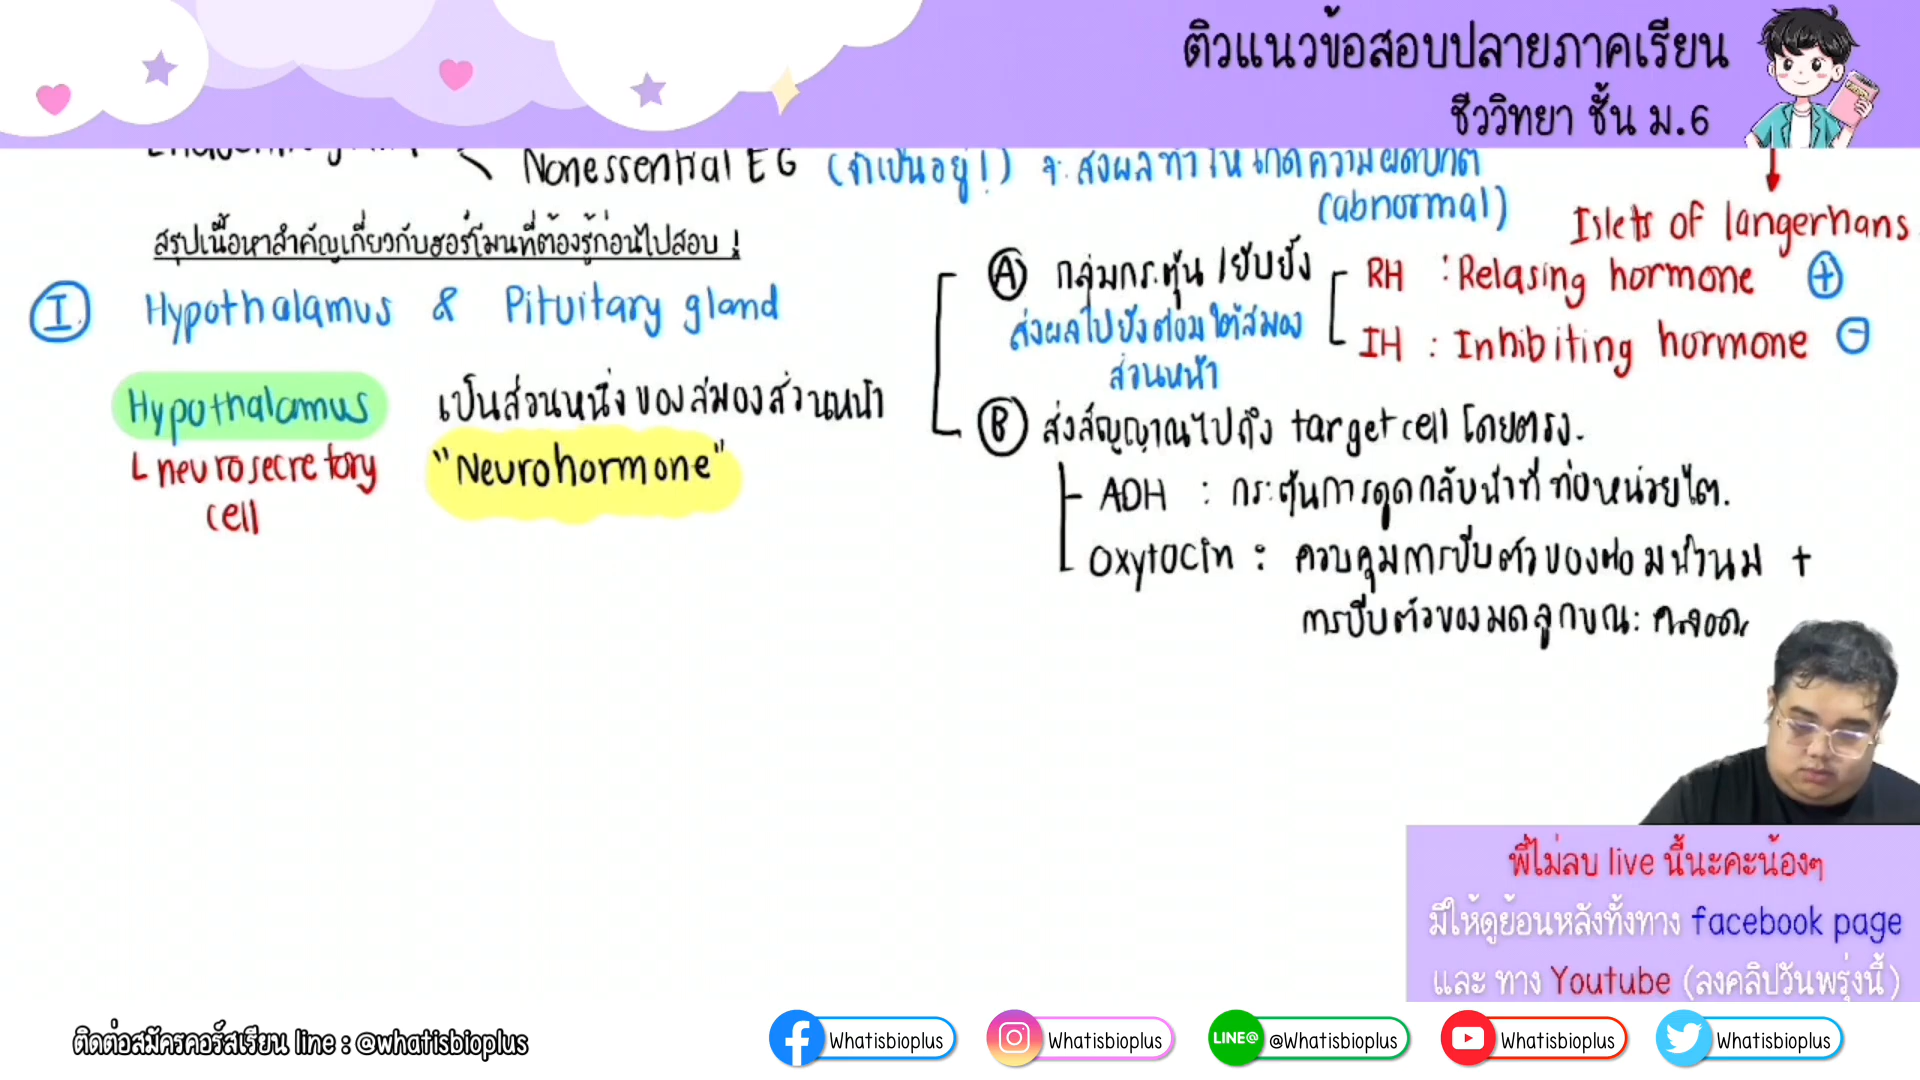 ติวแนวข้อสอบปลายภาคเรียน
ชีววิทยา ชั้น ม.6
Nonessential EG (จำเป็นอยู่!) จะส่งผลทำให้เกิดความผิดปกติ
(abnormal)
Islets of langerhans
สรุปเนื้อหาสำคัญเกี่ยวกับฮอร์โมนที่ต้องรู้ก่อนไปสอบ !
I Hypothalamus & Pituitary gland
Hypothalamus เป็นส่วนหนึ่งของสมองส่วนหน้า
neurosecretory "Neurohormone"
cell
A กลุ่มกระตุ้น/ยับยั้ง
ส่งผลไปยังต่อมใต้สมอง
ส่วนหน้า
RH : Relasing hormone +
IH : Inhibiting hormone -
B ส่งสัญญาณไปถึง target cell โดยตรง.
ADH : กระตุ้นการดูดกลับน้ำที่ท่อหน่วยไต.
Oxytocin : ควบคุมการบีบตัวของต่อมน้ำนม +
การบีบตัวของมดลูกขณะคลอด
พี่ไม่ลบ live นี้นะคะน้องๆ
มีให้ดูย้อนหลังทั้งทาง facebook page
และ ทาง Youtube (ลงคลิปวันพรุ่งนี้)
ติดต่อสมัครคอร์สเรียน line : @whatisbioplus
Whatisbioplus
Whatisbioplus
LINE@ @Whatisbioplus
Whatisbioplus
Whatisbioplus